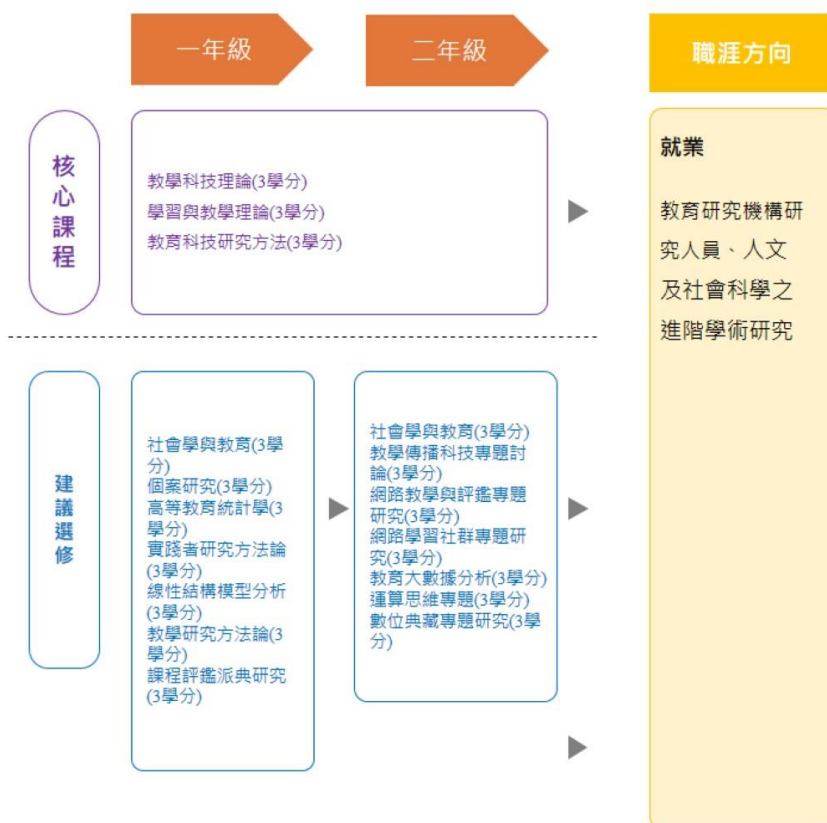 一年級
二年級
職涯方向
核
心
課
程
教學科技理論(3學分)
學習與教學理論(3學分)
教育科技研究方法(3學分)
就業
教育研究機構研
究人員、人文
及社會科學之
進階學術研究
建
議
選
修
社會學與教育(3學
分)
個案研究(3學分)
高等教育統計學(3
學分)
實踐者研究方法論
(3學分)
線性結構模型分析
(3學分)
教學研究方法論(3
學分)
課程評鑑派典研究
(3學分)
社會學與教育(3學分)
教學傳播科技專題討
論(3學分)
網路教學與評鑑專題
研究(3學分)
網路學習社群專題研
究(3學分)
教育大數據分析(3學分)
運算思維專題(3學分)
數位典藏專題研究(3學
分)